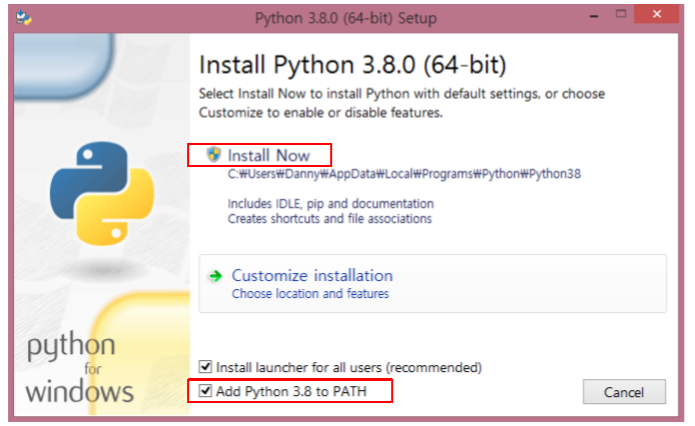 Python 3.8.0 (64-bit) Setup
Install Python 3.8.0 (64-bit)
Select Install Now to install Python with default settings, or choose
Customize to enable or disable features.
Install Now
C:₩Users₩Danny₩AppData₩Local₩Programs₩Python₩Python38
Includes IDLE, pip and documentation
Creates shortcuts and file associations
Customize installation
Choose location and features
python
for
windows
Install launcher for all users (recommended)
Add Python 3.8 to PATH
Cancel